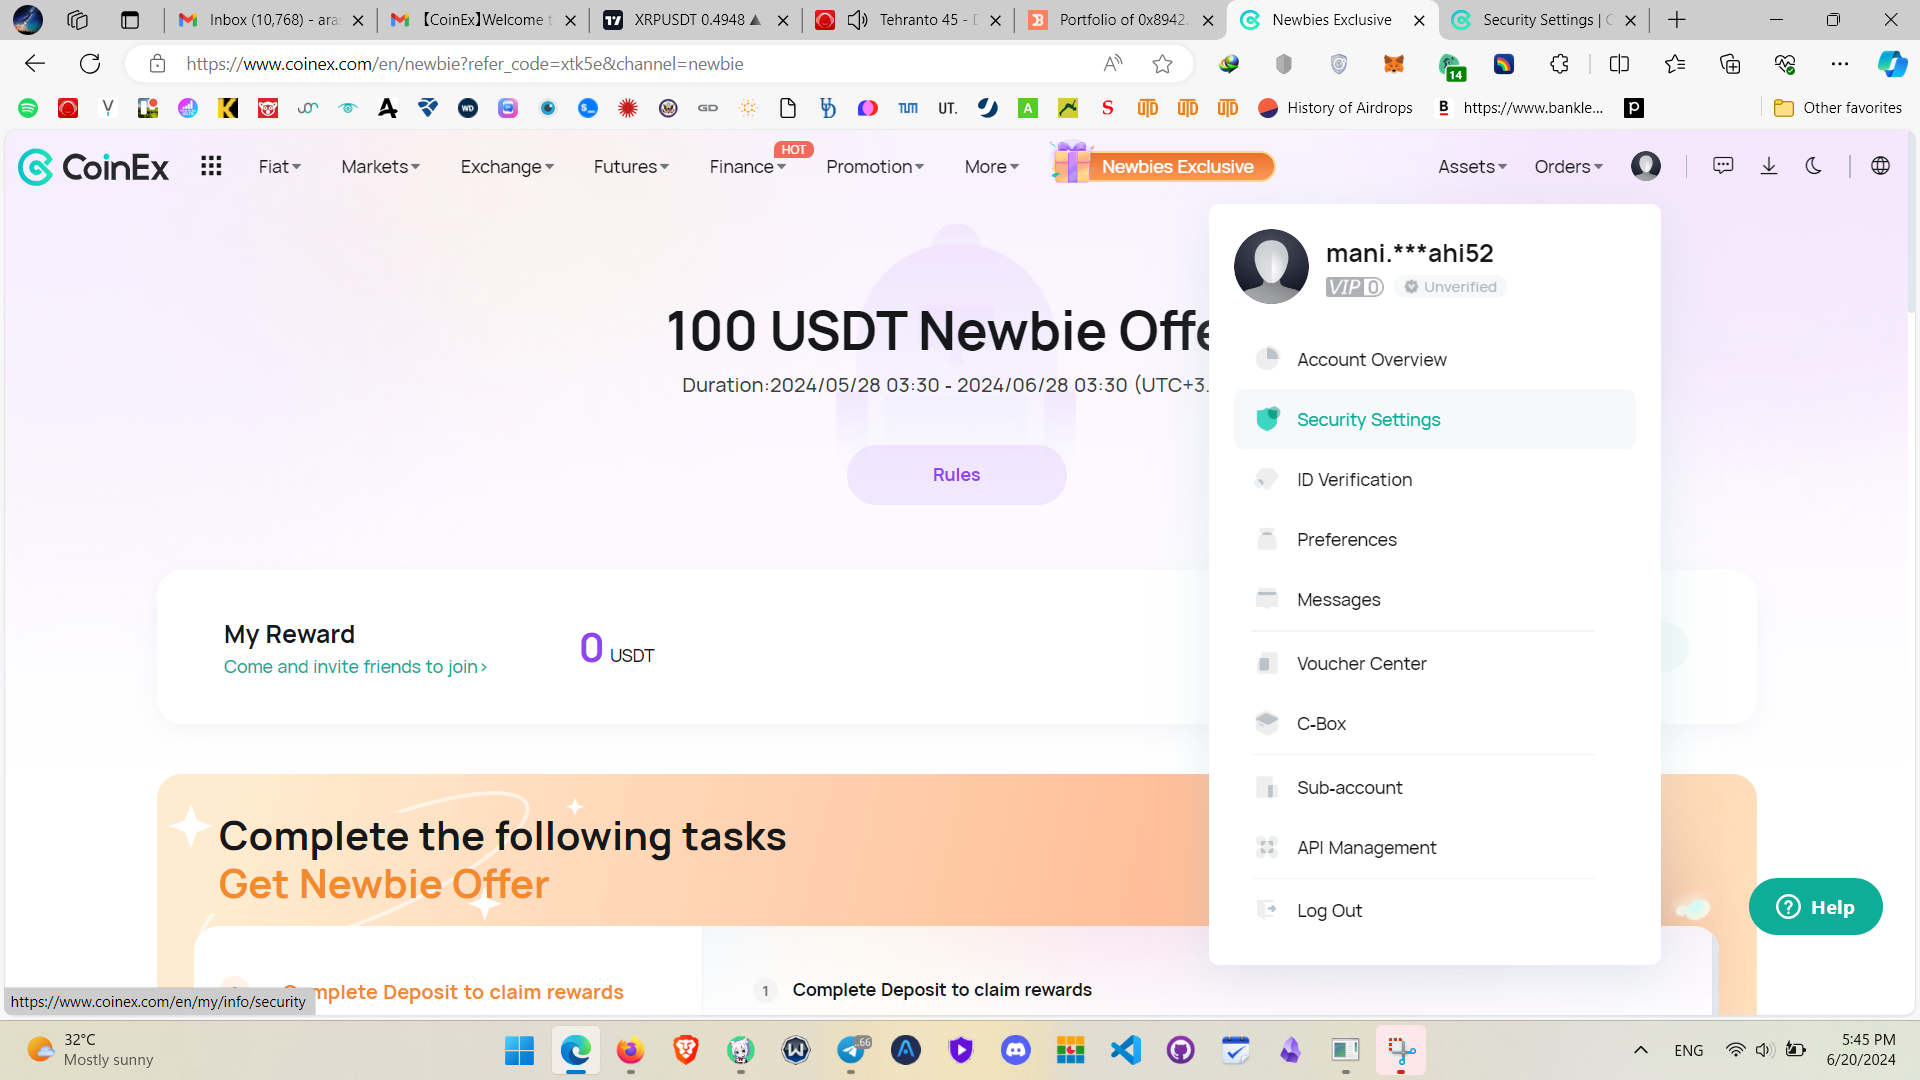 Inbox (10,768) - ara
【CoinEx】Welcome t
XRPUSDT 0.4948 ▲
Tehranto 45 - D
Portfolio of 0x8942.
Newbies Exclusive
Security Settings | C
https://www.coinex.com/en/newbie?refer_code=xtk5e&channel=newbie
14
History of Airdrops
https://www.bankle...
Other favorites
CoinEx
Fiat
Markets
Exchange
Futures
Finance
HOT
Promotion
More
Newbies Exclusive
Assets
Orders
mani.***ahi52
VIP 0
Unverified
100 USDT Newbie Offe
Duration:2024/05/28 03:30 - 2024/06/28 03:30 (UTC+3.
Rules
Account Overview
Security Settings
ID Verification
Preferences
Messages
Voucher Center
C-Box
Sub-account
API Management
Log Out
My Reward
Come and invite friends to join>
0 USDT
Complete the following tasks
Get Newbie Offer
mplete Deposit to claim rewards
1 Complete Deposit to claim rewards
Help
https://www.coinex.com/en/my/info/security
32°C
Mostly sunny
..66
ENG
5:45 PM
6/20/2024